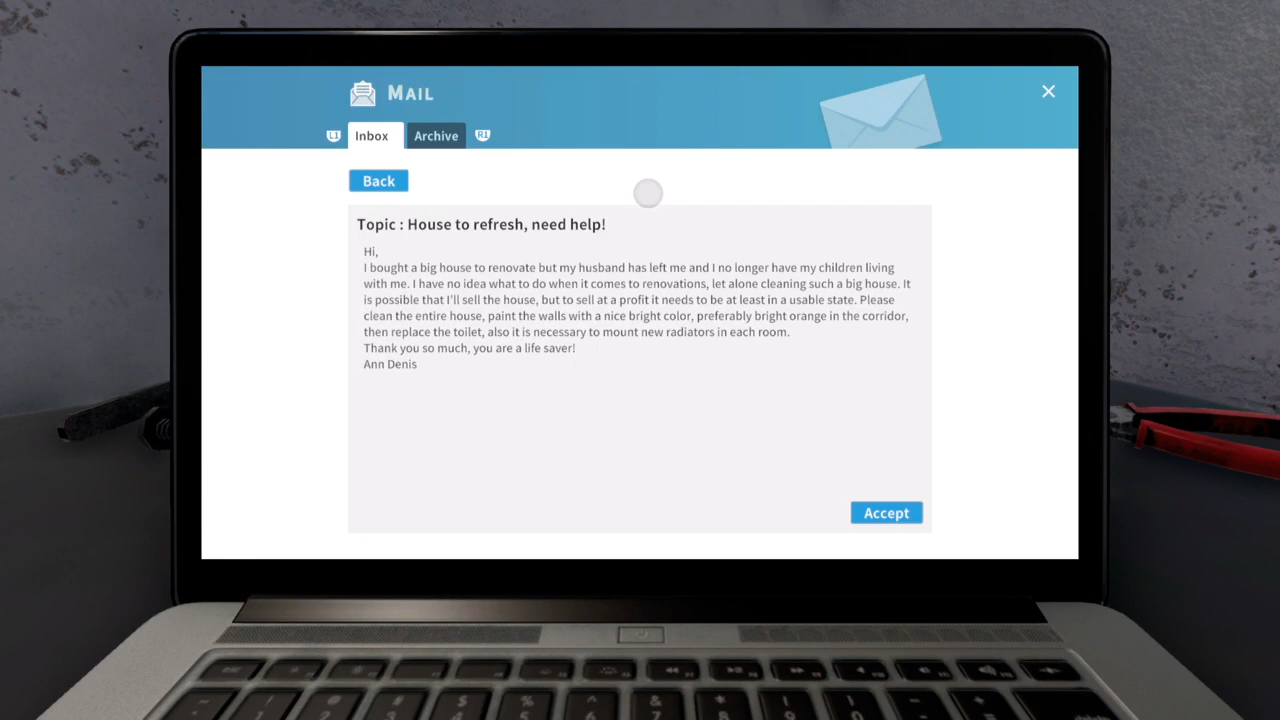 MAIL
L1 Inbox Archive R1
Back
Topic : House to refresh, need help!
Hi,
I bought a big house to renovate but my husband has left me and I no longer have my children living
with me. I have no idea what to do when it comes to renovations, let alone cleaning such a big house. It
is possible that I'll sell the house, but to sell at a profit it needs to be at least in a usable state. Please
clean the entire house, paint the walls with a nice bright color, preferably bright orange in the corridor,
then replace the toilet, also it is necessary to mount new radiators in each room.
Thank you so much, you are a life saver!
Ann Denis
Accept